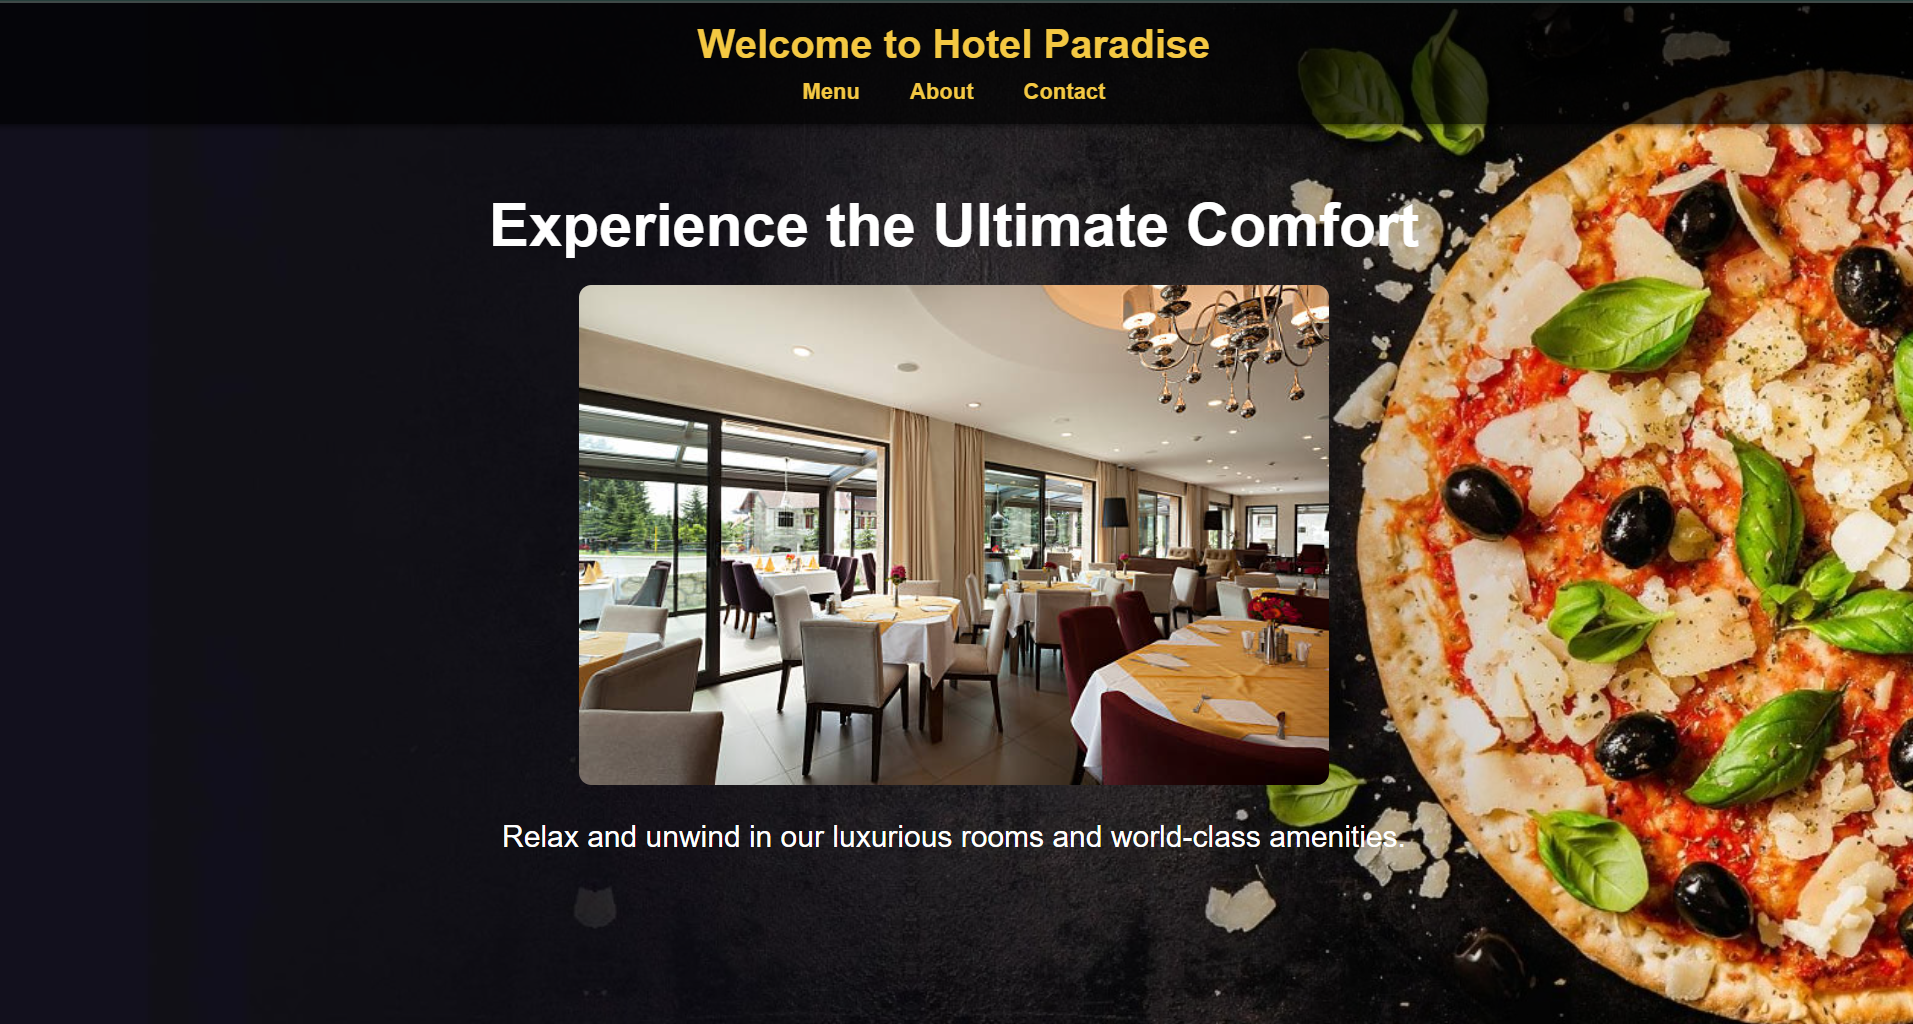 Welcome to Hotel Paradise
Menu About Contact
Experience the Ultimate Comfort
Relax and unwind in our luxurious rooms and world-class amenities.